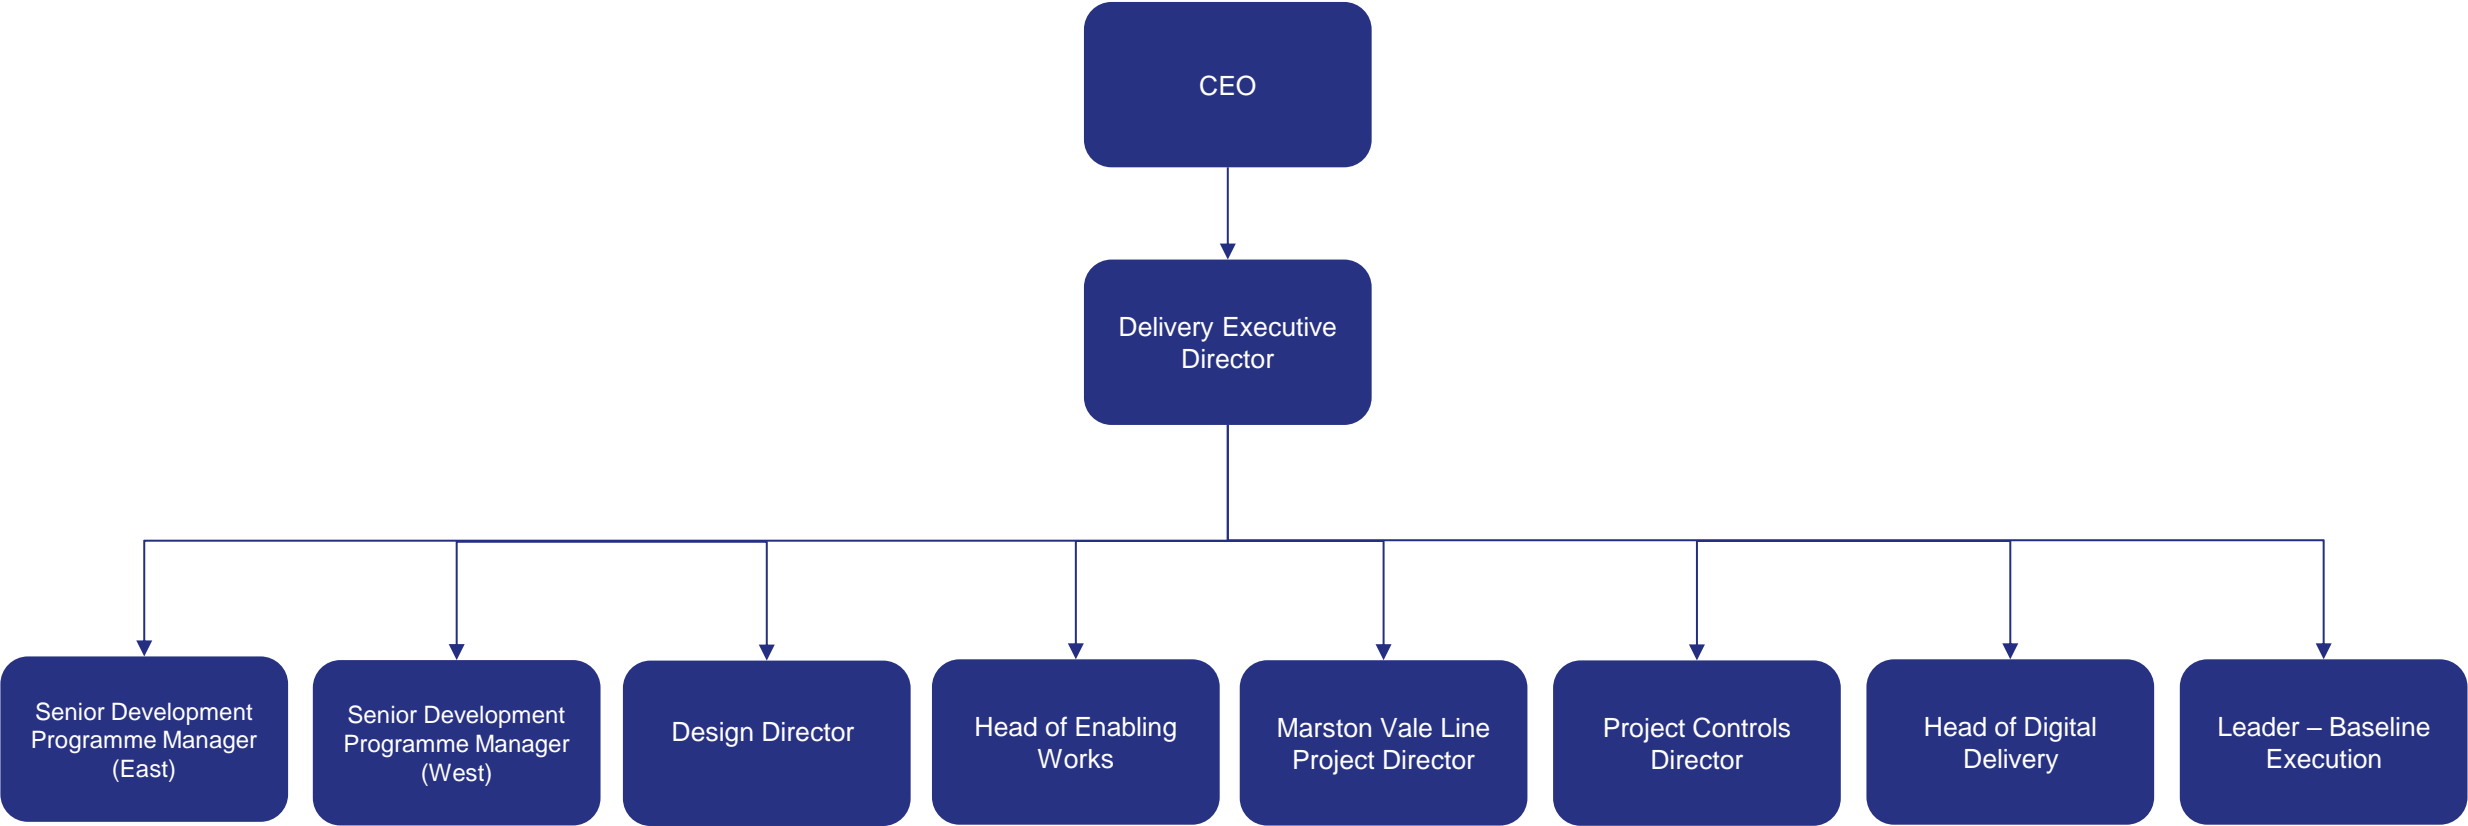 CEO
Delivery Executive
Director
Senior Development
Programme Manager
(East)
Senior Development
Programme Manager
(West)
Design Director
Head of Enabling
Works
Marston Vale Line
Project Director
Project Controls
Director
Head of Digital
Delivery
Leader – Baseline
Execution